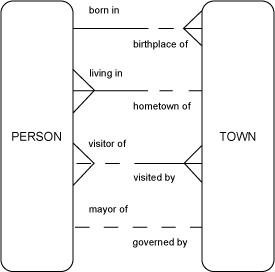 born in
birthplace of
living in
hometown of
PERSON
TOWN
visitor of
visited by
mayor of
governed by